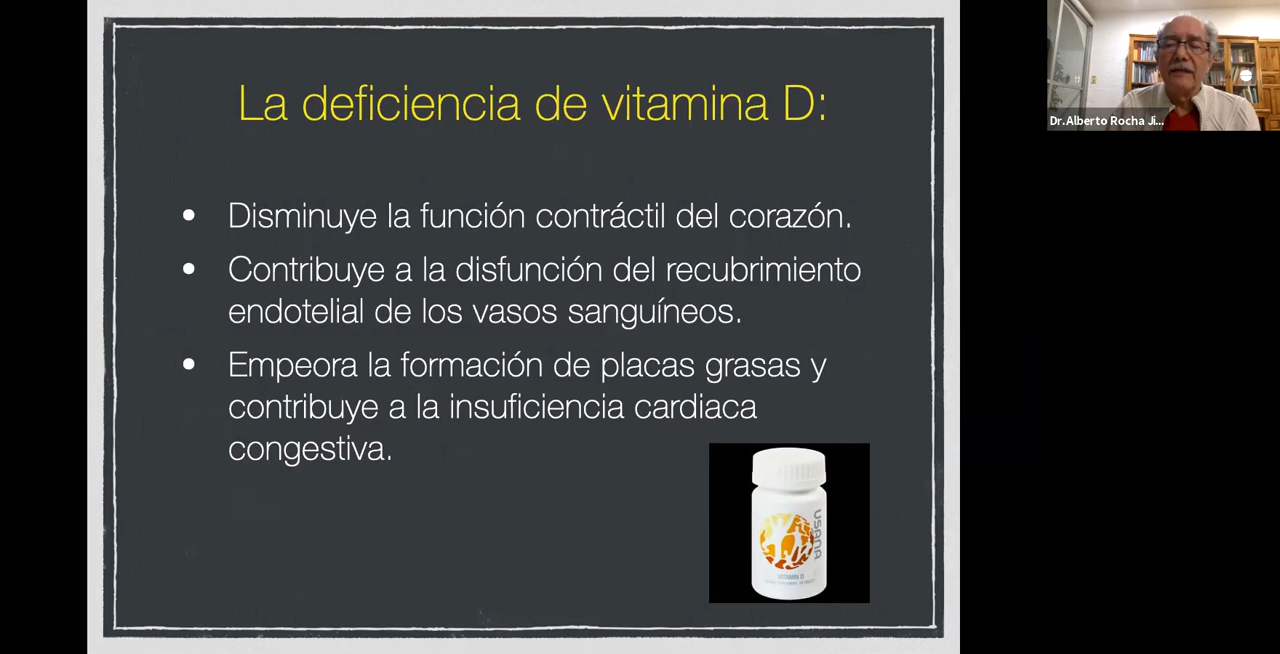 La deficiencia de vitamina D:
• Disminuye la función contráctil del corazón.
• Contribuye a la disfunción del recubrimiento
endotelial de los vasos sanguíneos.
• Empeora la formación de placas grasas y
contribuye a la insuficiencia cardiaca
congestiva.
USANA
VITAMIN D
Dr.Alberto Rocha Ji...